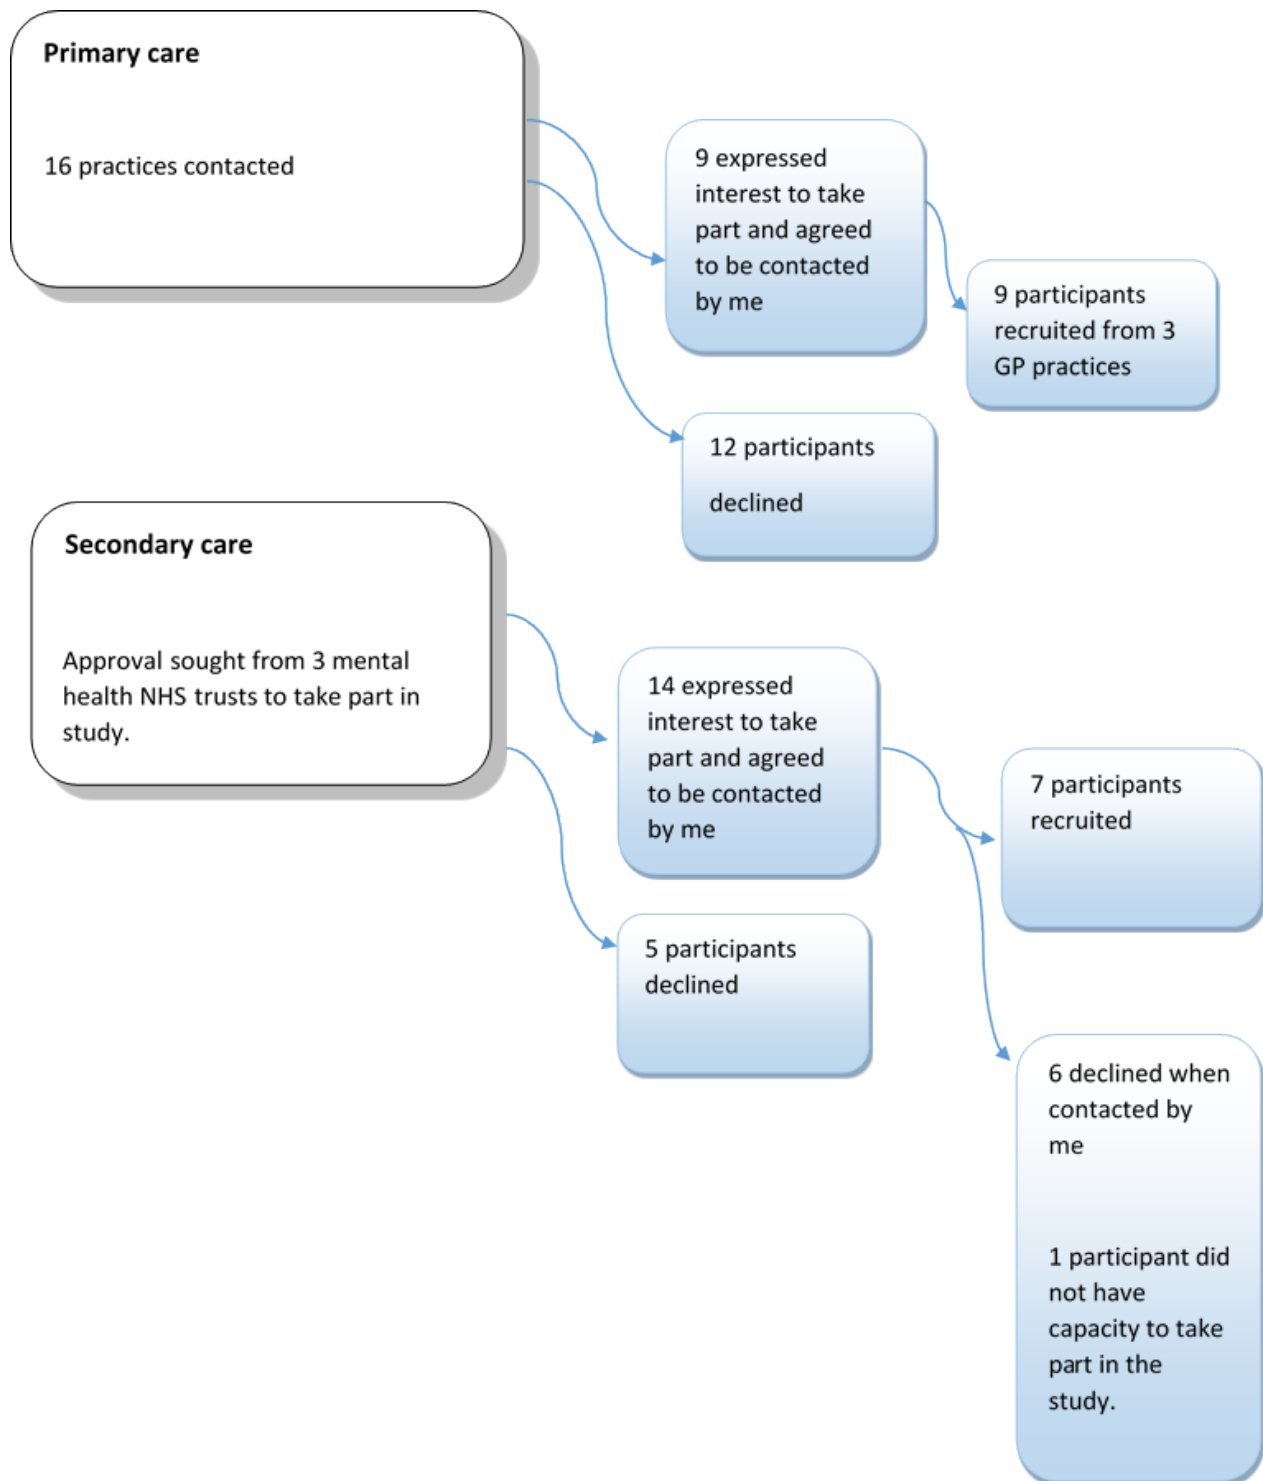 Primary care
16 practices contacted
9 expressed
interest to take
part and agreed
to be contacted
by me
9 participants
recruited from 3
GP practices
12 participants
declined
Secondary care
Approval sought from 3 mental
health NHS trusts to take part in
study.
14 expressed
interest to take
part and agreed
to be contacted
by me
7 participants
recruited
5 participants
declined
6 declined when
contacted by
me
1 participant did
not have
capacity to take
part in the
study.